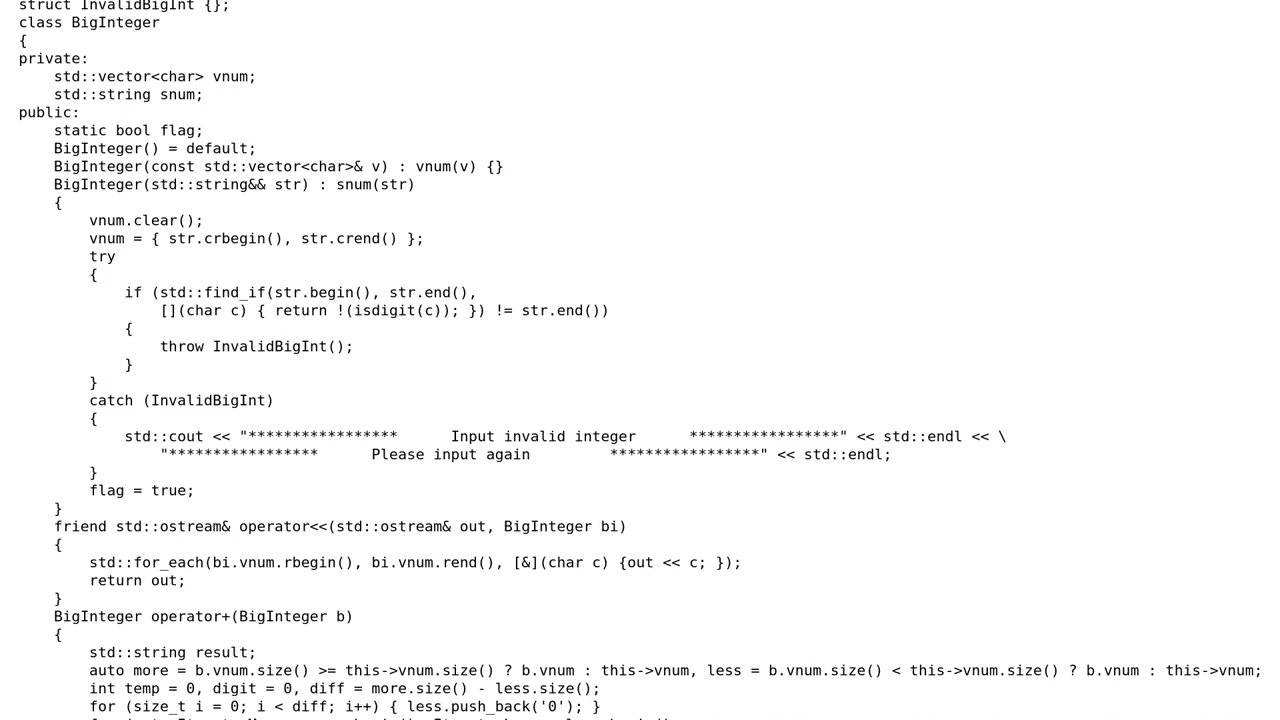 struct InvalidBigInt {};
class BigInteger
{
private:
    std::vector<char> vnum;
    std::string snum;
public:
    static bool flag;
    BigInteger() = default;
    BigInteger(const std::vector<char>& v) : vnum(v) {}
    BigInteger(std::string&& str) : snum(str)
    {
        vnum.clear();
        vnum = { str.crbegin(), str.crend() };
        try
        {
            if (std::find_if(str.begin(), str.end(),
                [](char c) { return !(isdigit(c)); }) != str.end())
            {
                throw InvalidBigInt();
            }
        }
        catch (InvalidBigInt)
        {
            std::cout << "*****************      Input invalid integer      *****************" << std::endl << \
                "*****************      Please input again         *****************" << std::endl;
        }
        flag = true;
    }
    friend std::ostream& operator<<(std::ostream& out, BigInteger bi)
    {
        std::for_each(bi.vnum.rbegin(), bi.vnum.rend(), [&](char c) {out << c; });
        return out;
    }
    BigInteger operator+(BigInteger b)
    {
        std::string result;
        auto more = b.vnum.size() >= this->vnum.size() ? b.vnum : this->vnum, less = b.vnum.size() < this->vnum.size() ? b.vnum : this->vnum;
        int temp = 0, digit = 0, diff = more.size() - less.size();
        for (size_t i = 0; i < diff; i++) { less.push_back('0'); }